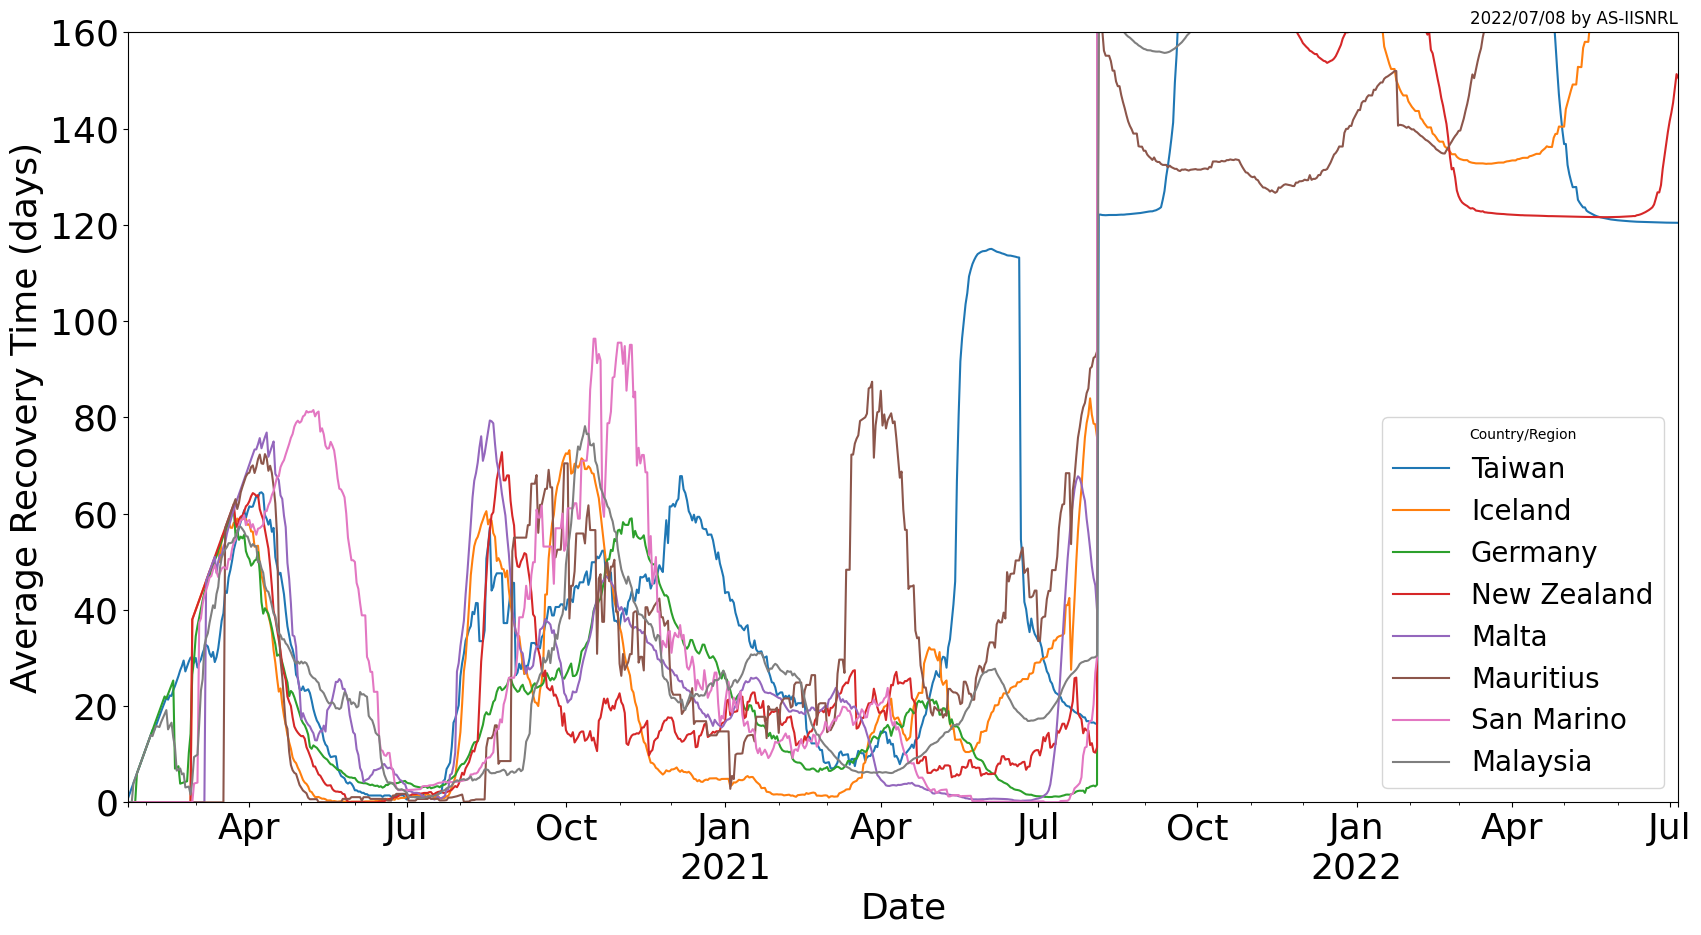 2022/07/08 by AS-IISNRL
160
140
120
100
80
60
40
20
0
Average Recovery Time (days)
Country/Region
Taiwan
Iceland
Germany
New Zealand
Malta
Mauritius
San Marino
Malaysia
Apr Jul Oct Jan Apr Jul Oct Jan Apr Jul
2021 2022
Date